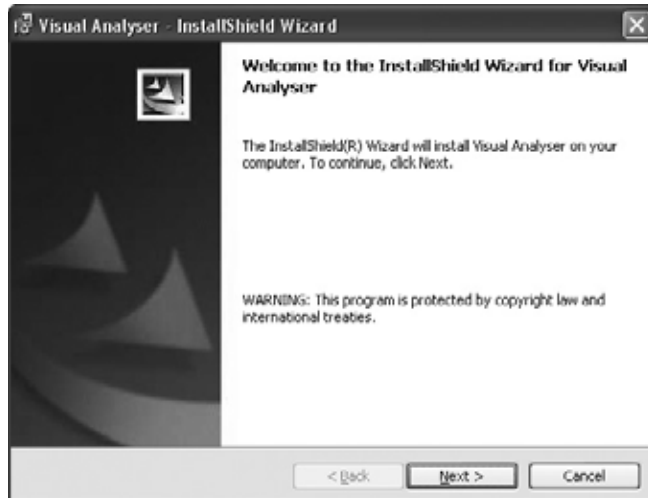 Visual Analyser - InstallShield Wizard
Welcome to the InstallShield Wizard for Visual
Analyser
The InstallShield(R) Wizard will install Visual Analyser on your
computer. To continue, click Next.
WARNING: This program is protected by copyright law and
international treaties.
< Back
Next >
Cancel